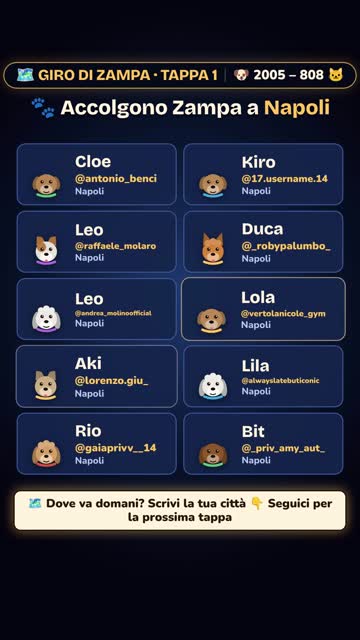 🗺️ GIRO DI ZAMPA · TAPPA 1 | 🐶 2005 – 808 🐱
🐾 Accolgono Zampa a Napoli
Cloe
@antonio_benci
Napoli
Kiro
@17.username.14
Napoli
Leo
@raffaele_molaro
Napoli
Duca
@_robypalumbo_
Napoli
Leo
@andrea_molinoofficial
Napoli
Lola
@vertolanicole_gym
Napoli
Aki
@lorenzo.giu_
Napoli
Lila
@alwayslatebuticonic
Napoli
Rio
@gaiaprivv__14
Napoli
Bit
@_priv_amy_aut_
Napoli
🗺️ Dove va domani? Scrivi la tua città 👇 Seguici per
la prossima tappa